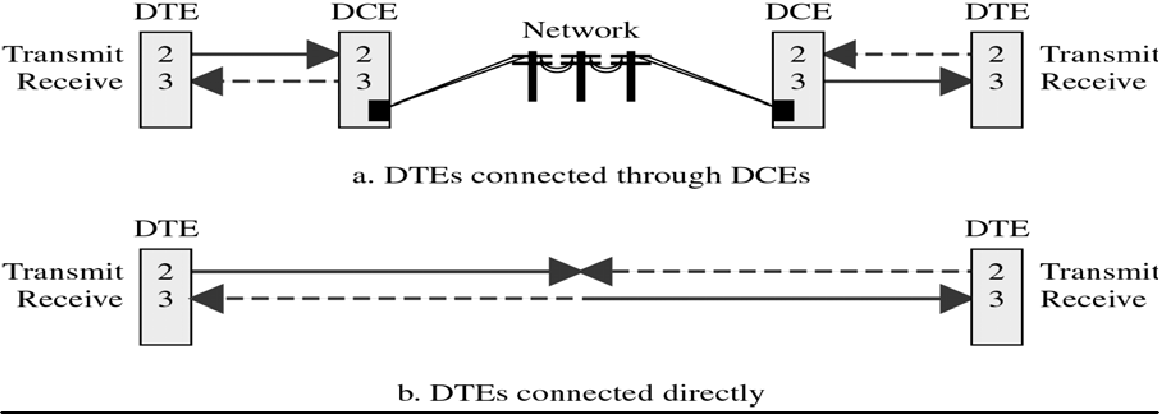 DTE DCE DCE DTE
Network
Transmit 2 2 2 2 Transmit
Receive 3 3 3 3 Receive
a. DTEs connected through DCEs
DTE DTE
Transmit 2 2 Transmit
Receive 3 3 Receive
b. DTEs connected directly